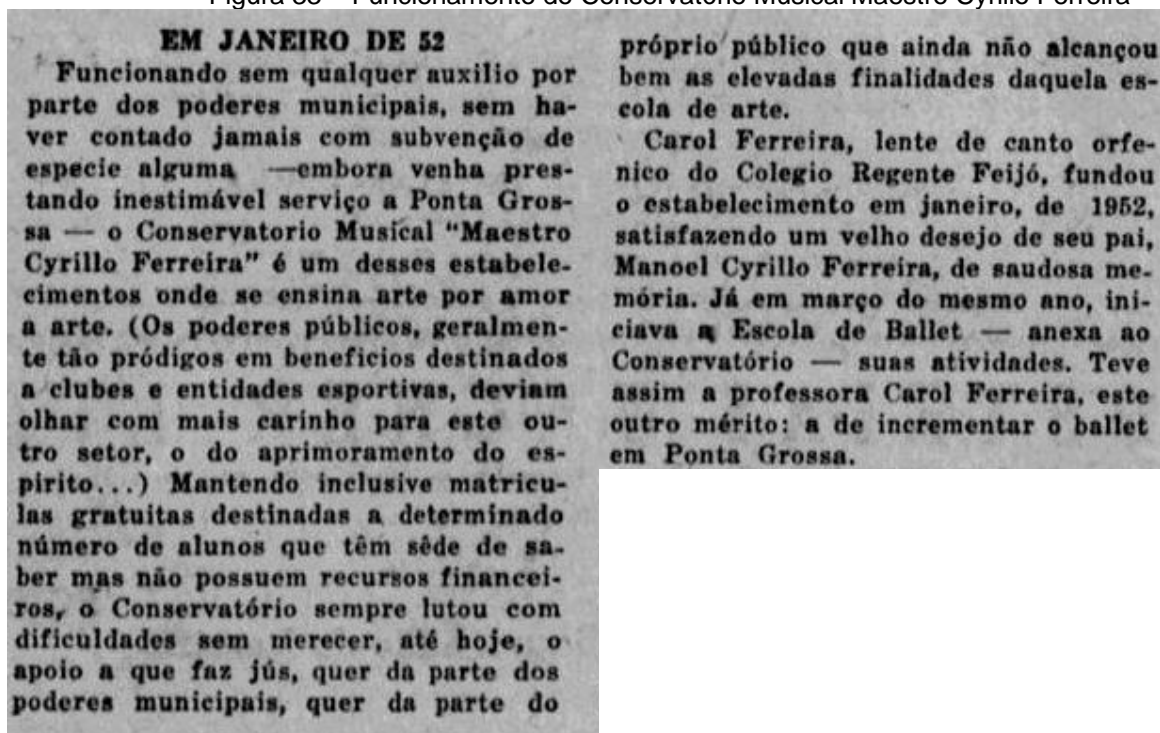 Figura 38 – Funcionamento do Conservatório Musical Maestro Cyrillo Ferreira
EM JANEIRO DE 52
Funcionando sem qualquer auxilio por
parte dos poderes municipais, sem ha-
ver contado jamais com subvenção de
especie alguma —embora venha pres-
tando inestimável serviço a Ponta Gros-
sa — o Conservatorio Musical "Maestro
Cyrillo Ferreira" é um desses estabele-
cimentos onde se ensina arte por amor
a arte. (Os poderes públicos, geralmen-
te tão pródigos em beneficios destinados
a clubes e entidades esportivas, deviam
olhar com mais carinho para este ou-
tro setor, o do aprimoramento do es-
pirito...) Mantendo inclusive matricu-
las gratuitas destinadas a determinado
número de alunos que têm sêde de sa-
ber mas não possuem recursos financei-
ros, o Conservatório sempre lutou com
dificuldades sem merecer, até hoje, o
apoio a que faz jús, quer da parte dos
poderes municipais, quer da parte do
próprio público que ainda não alcançou
bem as elevadas finalidades daquela es-
cola de arte.
Carol Ferreira, lente de canto orfe-
nico do Colegio Regente Feijó, fundou
o estabelecimento em janeiro, de 1952,
satisfazendo um velho desejo de seu pai,
Manoel Cyrillo Ferreira, de saudosa me-
mória. Já em março do mesmo ano, ini-
ciava a Escola de Ballet — anexa ao
Conservatório — suas atividades. Teve
assim a professora Carol Ferreira, este
outro mérito: a de incrementar o ballet
em Ponta Grossa.